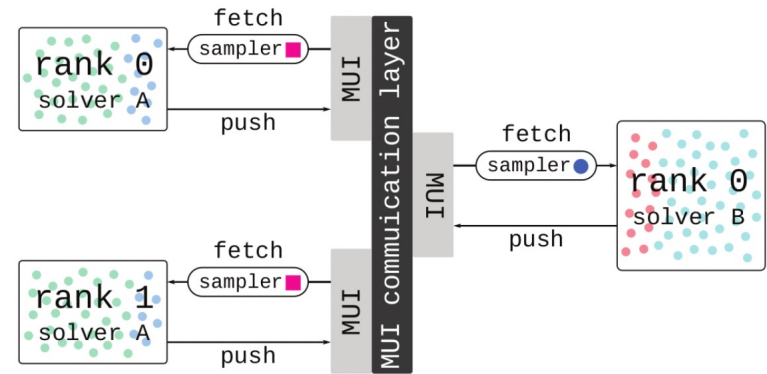 fetch
sampler
rank 0
solver A
push
MUI
MUI commuication layer
fetch
sampler
rank 0
solver B
push
MUI
fetch
sampler
rank 1
solver A
push
MUI